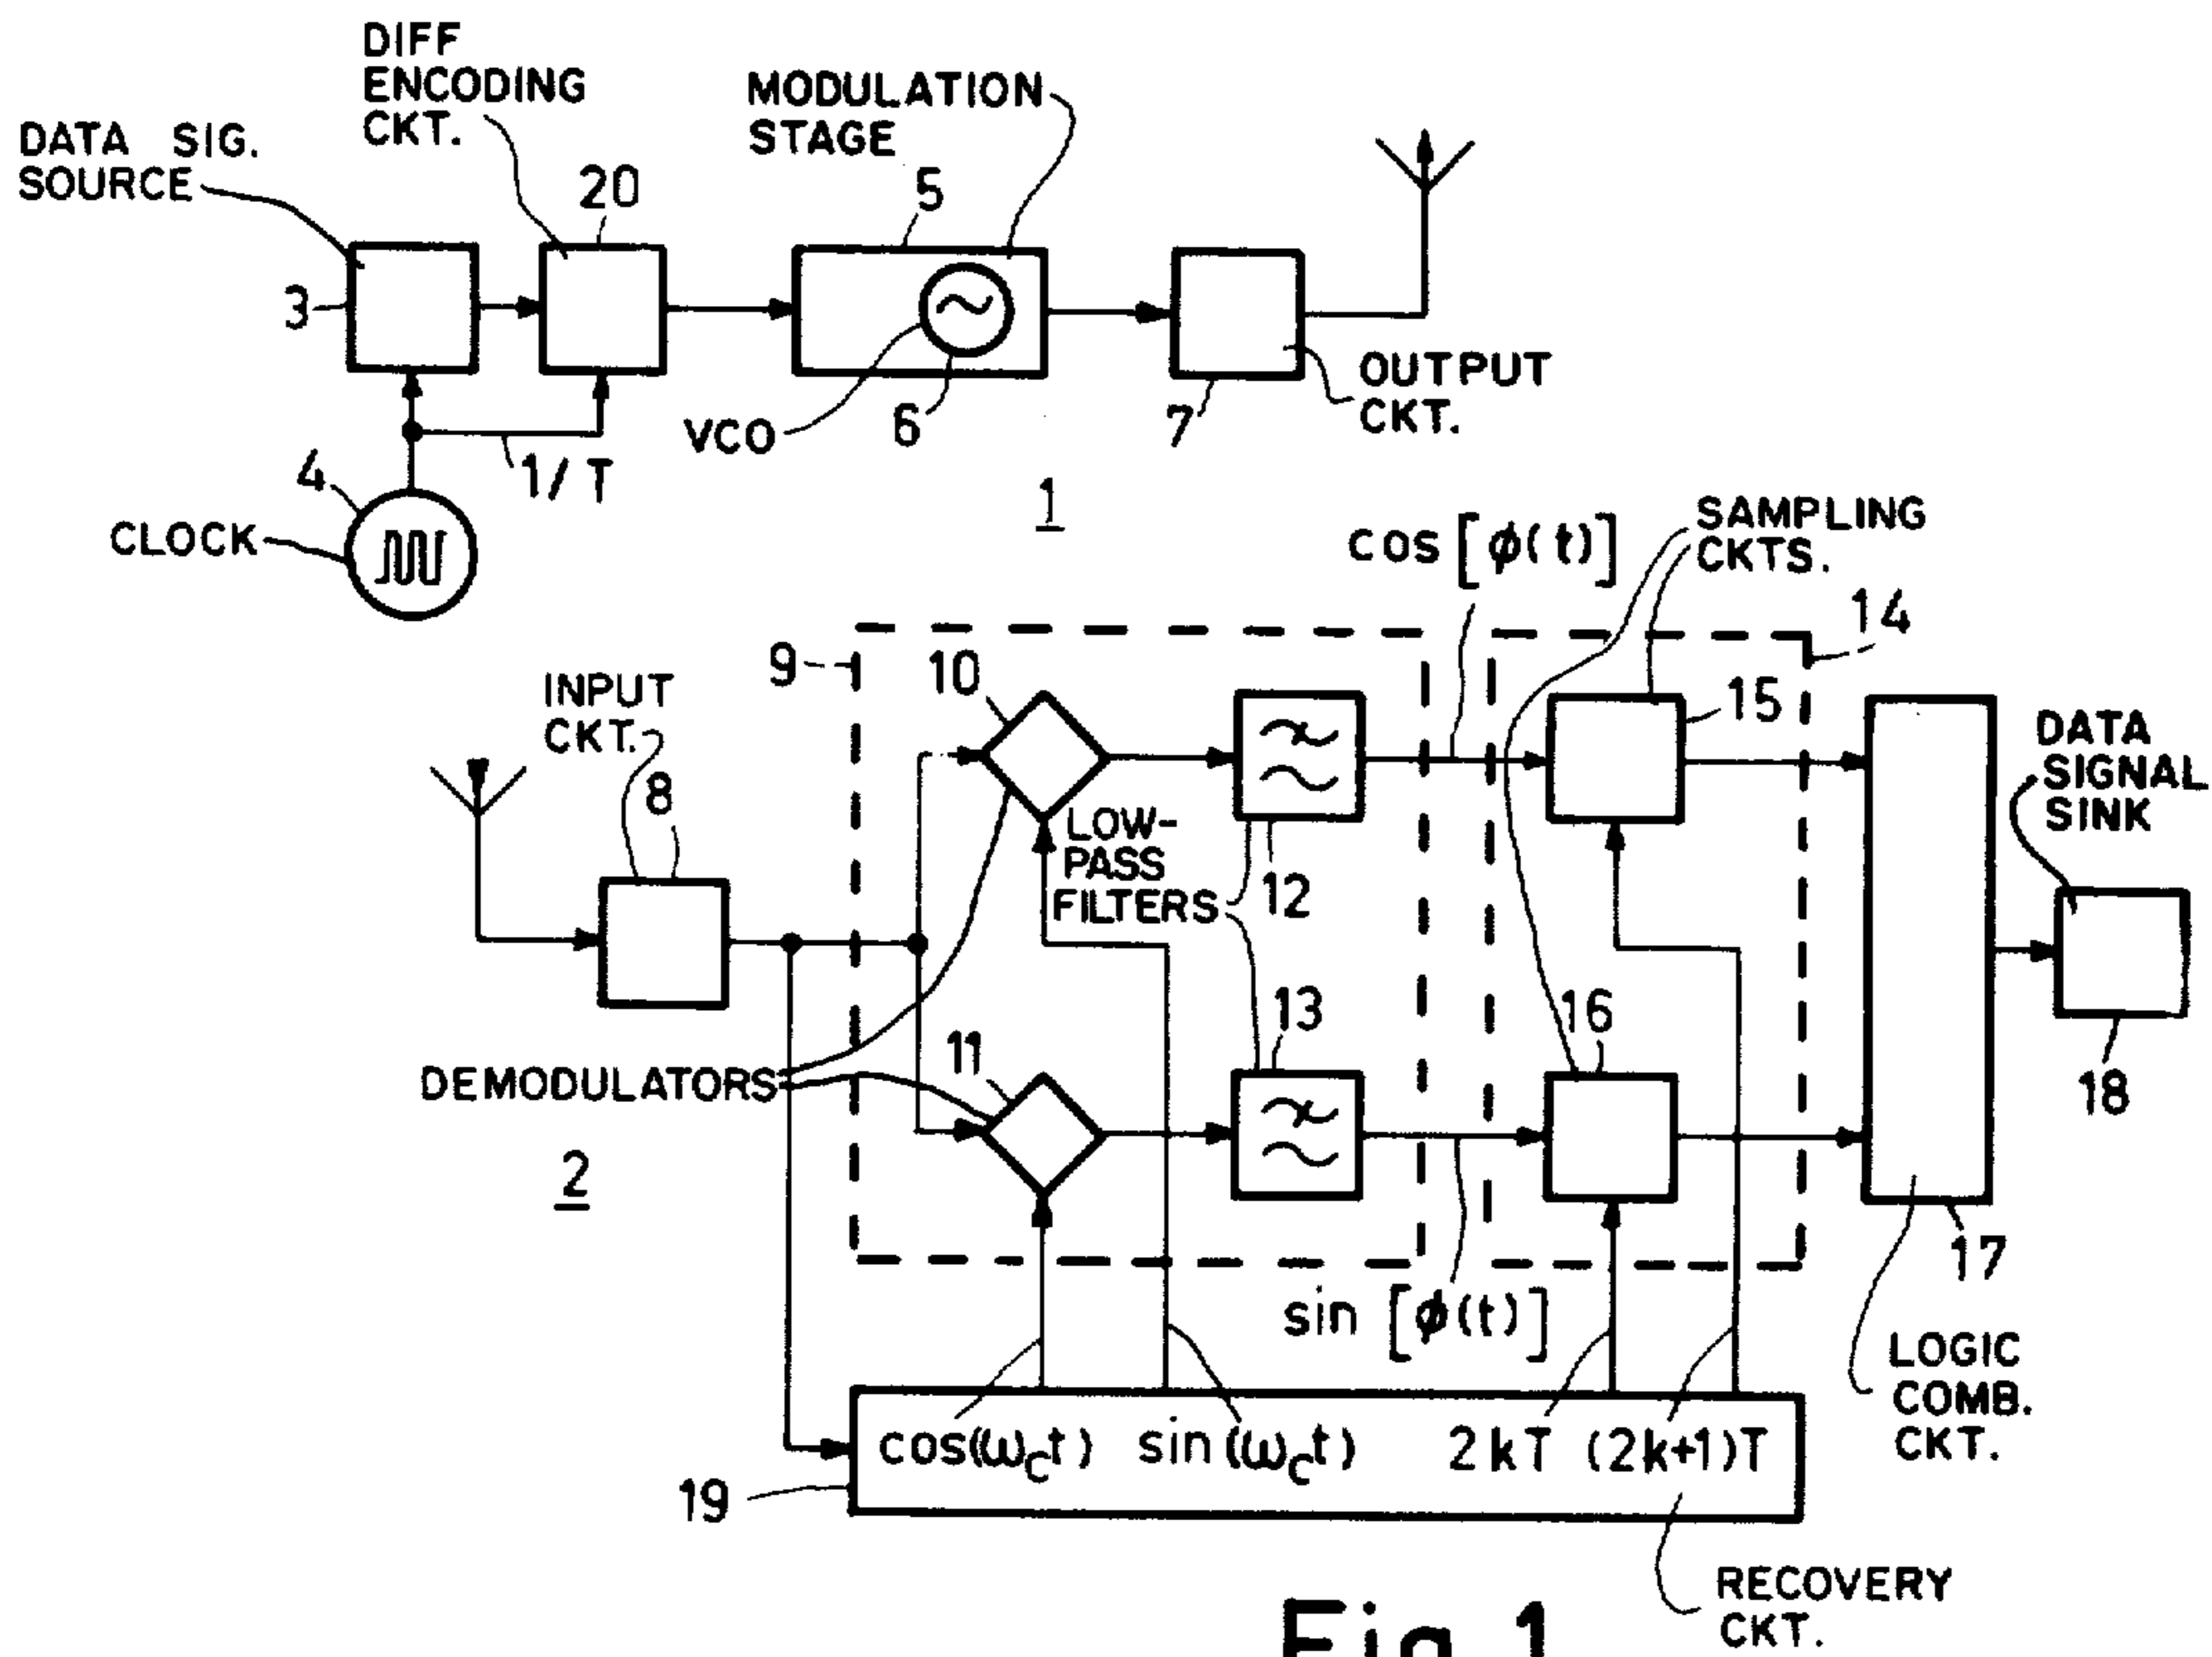 DIFF
ENCODING
CKT.
MODULATION
STAGE
DATA SIG.
SOURCE
20
5
3
VCO
6
7
OUTPUT
CKT.
4
1/T
CLOCK
1
cos [ϕ(t)]
SAMPLING
CKTS.
14
9
10
INPUT
CKT.
8
15
DATA
SIGNAL
SINK
LOW-
PASS
FILTERS
12
13
16
11
DEMODULATORS
18
2
17
sin [ϕ(t)]
LOGIC
COMB.
CKT.
cos(ωct) sin(ωct) 2kT (2k+1)T
19
RECOVERY
CKT.
Fig.1